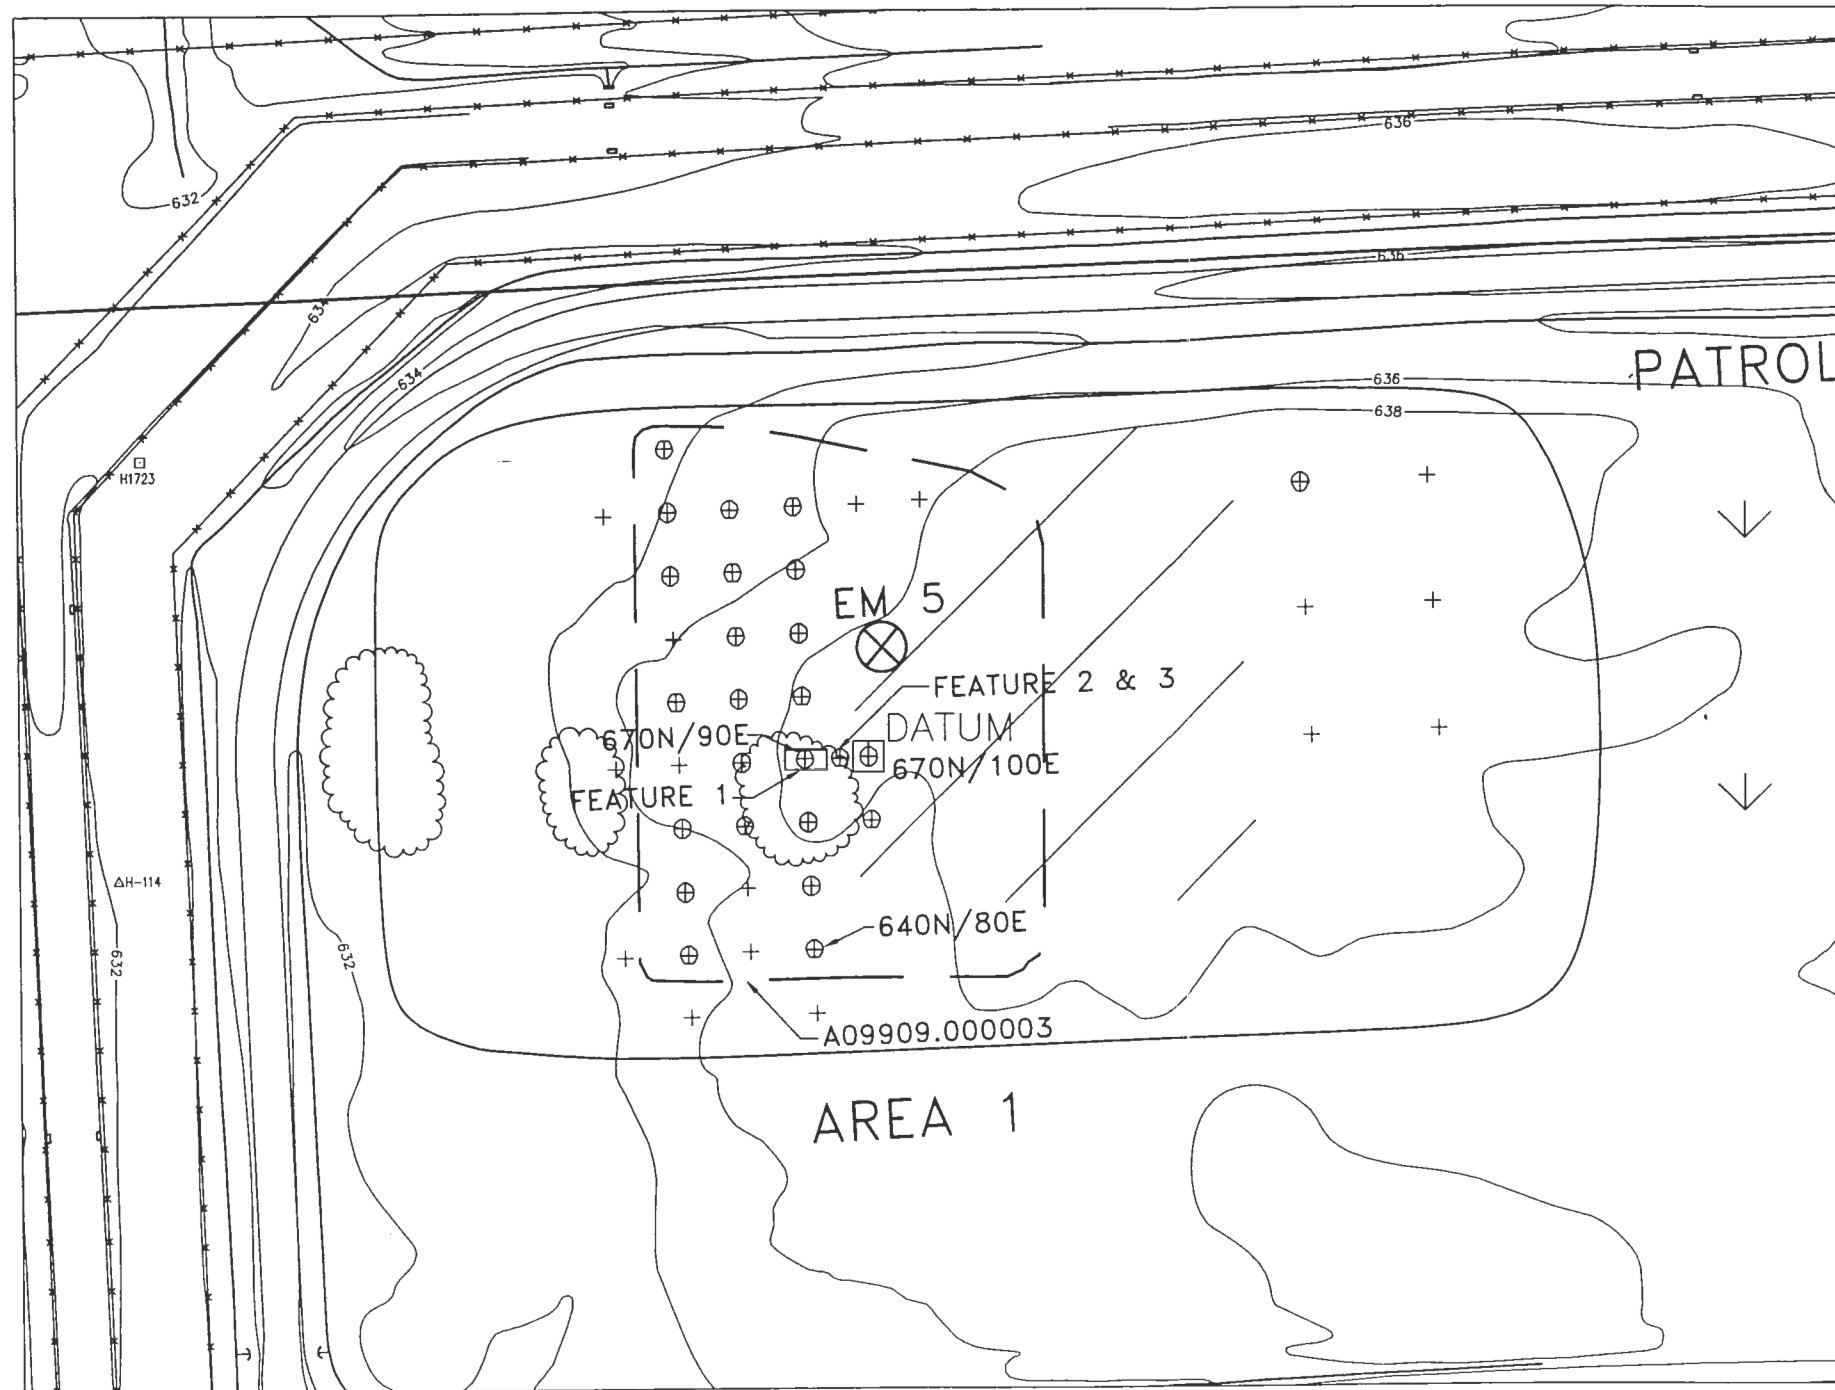 636
632
636
634
PATROL
634
636
638
H1723
EM 5
FEATURE 2 & 3
DATUM
670N/90E
670N/100E
FEATURE 1
H-114
640N/80E
632
632
A09909.000003
AREA 1